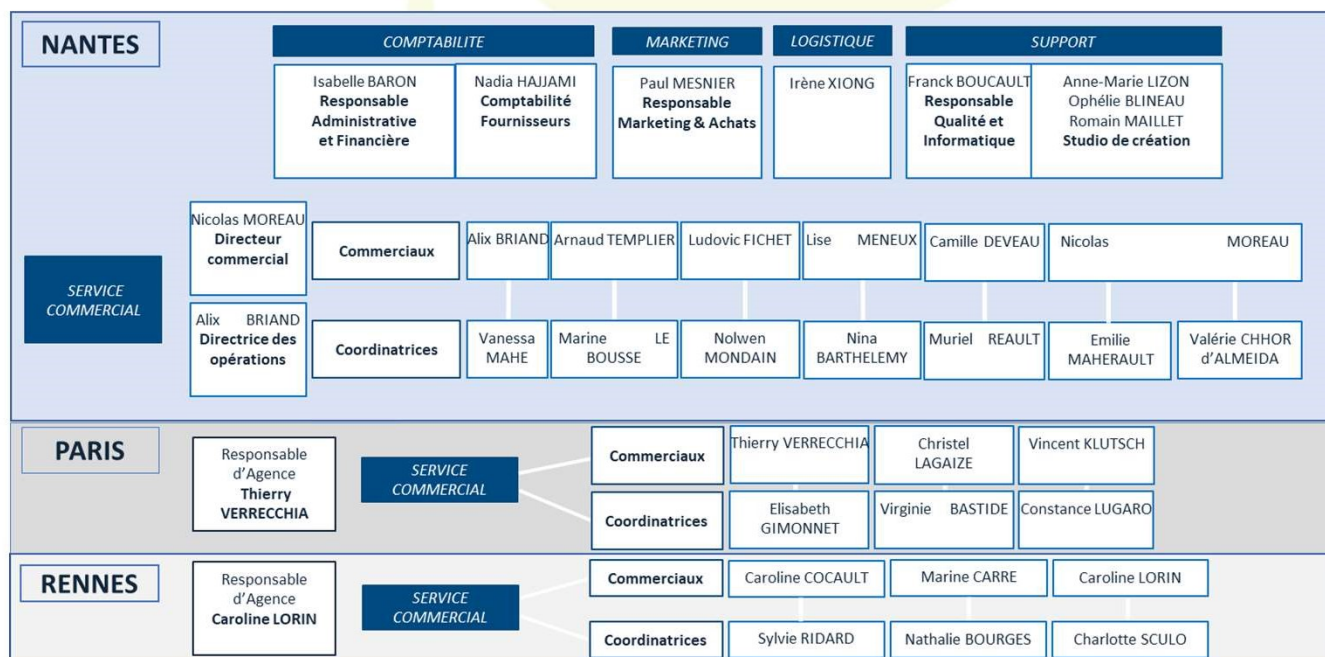 NANTES
COMPTABILITE
MARKETING
LOGISTIQUE
SUPPORT
Isabelle BARON
Responsable
Administrative
et Financière
Nadia HAJJAMI
Comptabilité
Fournisseurs
Paul MESNIER
Responsable
Marketing & Achats
Irène XIONG
Franck BOUCAULT
Responsable
Qualité et
Informatique
Anne-Marie LIZON
Ophélie BLINEAU
Romain MAILLET
Studio de création
SERVICE
COMMERCIAL
Nicolas MOREAU
Directeur
commercial
Commerciaux
Alix BRIAND
Arnaud TEMPLIER
Ludovic FICHET
Lise MENEUX
Camille DEVEAU
Nicolas MOREAU
Alix BRIAND
Directrice des
opérations
Coordinatrices
Vanessa
MAHE
Marine LE
BOUSSE
Nolwen
MONDAIN
Nina
BARTHELEMY
Muriel REAULT
Emilie
MAHERAULT
Valérie CHHOR
d'ALMEIDA
PARIS
Responsable
d'Agence
Thierry
VERRECCHIA
SERVICE
COMMERCIAL
Commerciaux
Thierry VERRECCHIA
Christel
LAGAIZE
Vincent KLUTSCH
Coordinatrices
Elisabeth
GIMONNET
Virginie BASTIDE
Constance LUGARO
RENNES
Responsable
d'Agence
Caroline LORIN
SERVICE
COMMERCIAL
Commerciaux
Caroline COCAULT
Marine CARRE
Caroline LORIN
Coordinatrices
Sylvie RIDARD
Nathalie BOURGES
Charlotte SCULO